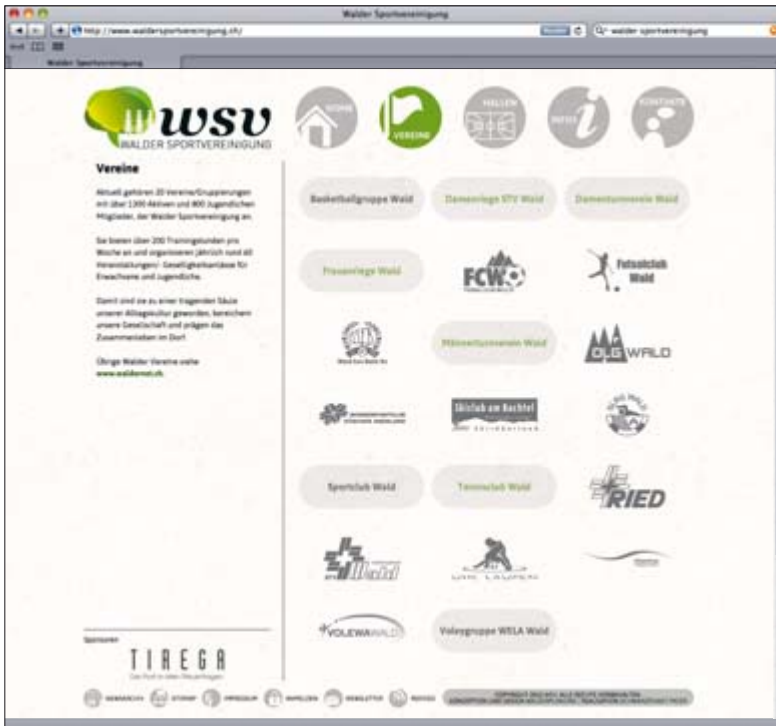 Walder Sportvereinigung
http://www.waldersportvereinigung.ch/
walder sportvereinigung
Walder Sportvereinigung
wsv
WALDER SPORTVEREINIGUNG
HOME
VEREINE
HALLEN
INFOS
KONTAKTE
Vereine
Aktuell gehören 20 Vereine/Gruppierungen
mit über 1300 Aktiven und 800 Jugendlichen
Mitglieder, der Walder Sportvereinigung an.
Sie bieten über 200 Trainingsstunden pro
Woche an und organisieren jährlich rund 60
Veranstaltungen/- Geselligkeitsanlässe für
Erwachsene und Jugendliche.
Damit sind sie zu einer tragenden Säule
unserer Alltagskultur geworden, bereichern
unsere Gesellschaft und prägen das
Zusammenleben im Dorf.
Übrige Walder Vereine siehe
www.waldernet.ch
Basketballgruppe Wald
Damenriege STV Wald
Damenturnverein Wald
Frauenriege Wald
FCW
Futsalclub
Wald
Männerturnverein Wald
OLG WALD
Skiclub am Bachtel
Sportclub Wald
Tennisclub Wald
RIED
Wald
UHC LAUPEN
VOLEWAWALD
Volleygruppe WELA Wald
Sponsoren
TIREGA
NEWSLETTER